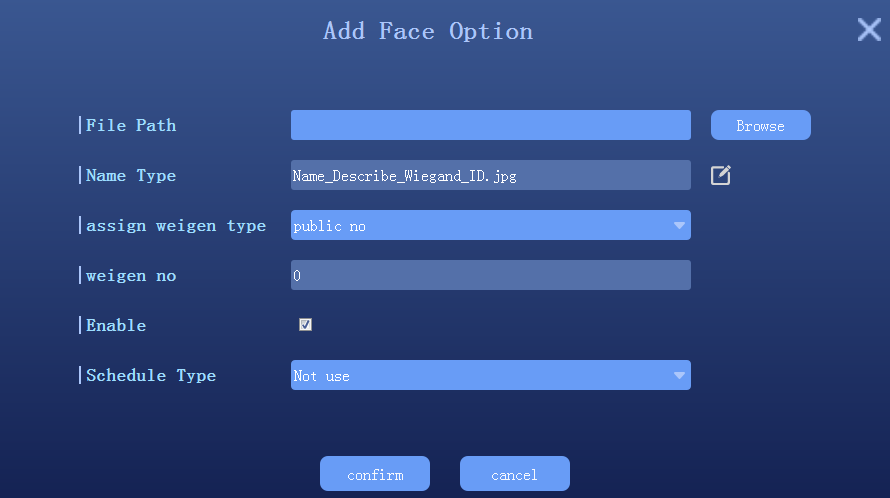 Add Face Option
File Path
Browse
Name Type
Name_Describe_Wiegand_ID.jpg
assign weigen type
public no
weigen no
0
Enable
Schedule Type
Not use
confirm
cancel